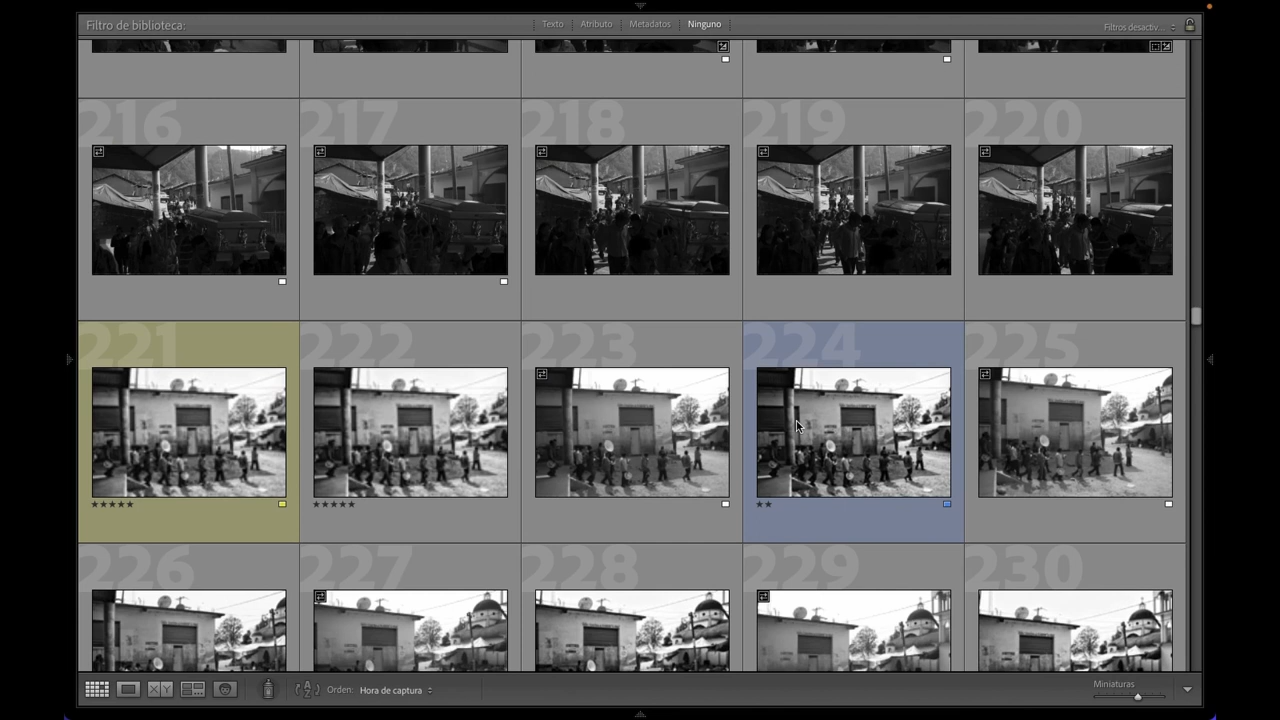 Filtro de biblioteca:
Texto Atributo Metadatos Ninguno
Filtros desactiv...
216 217 218 219 220
221 222 223 224 225
226 227 228 229 230
XY
Orden: Hora de captura
Miniaturas